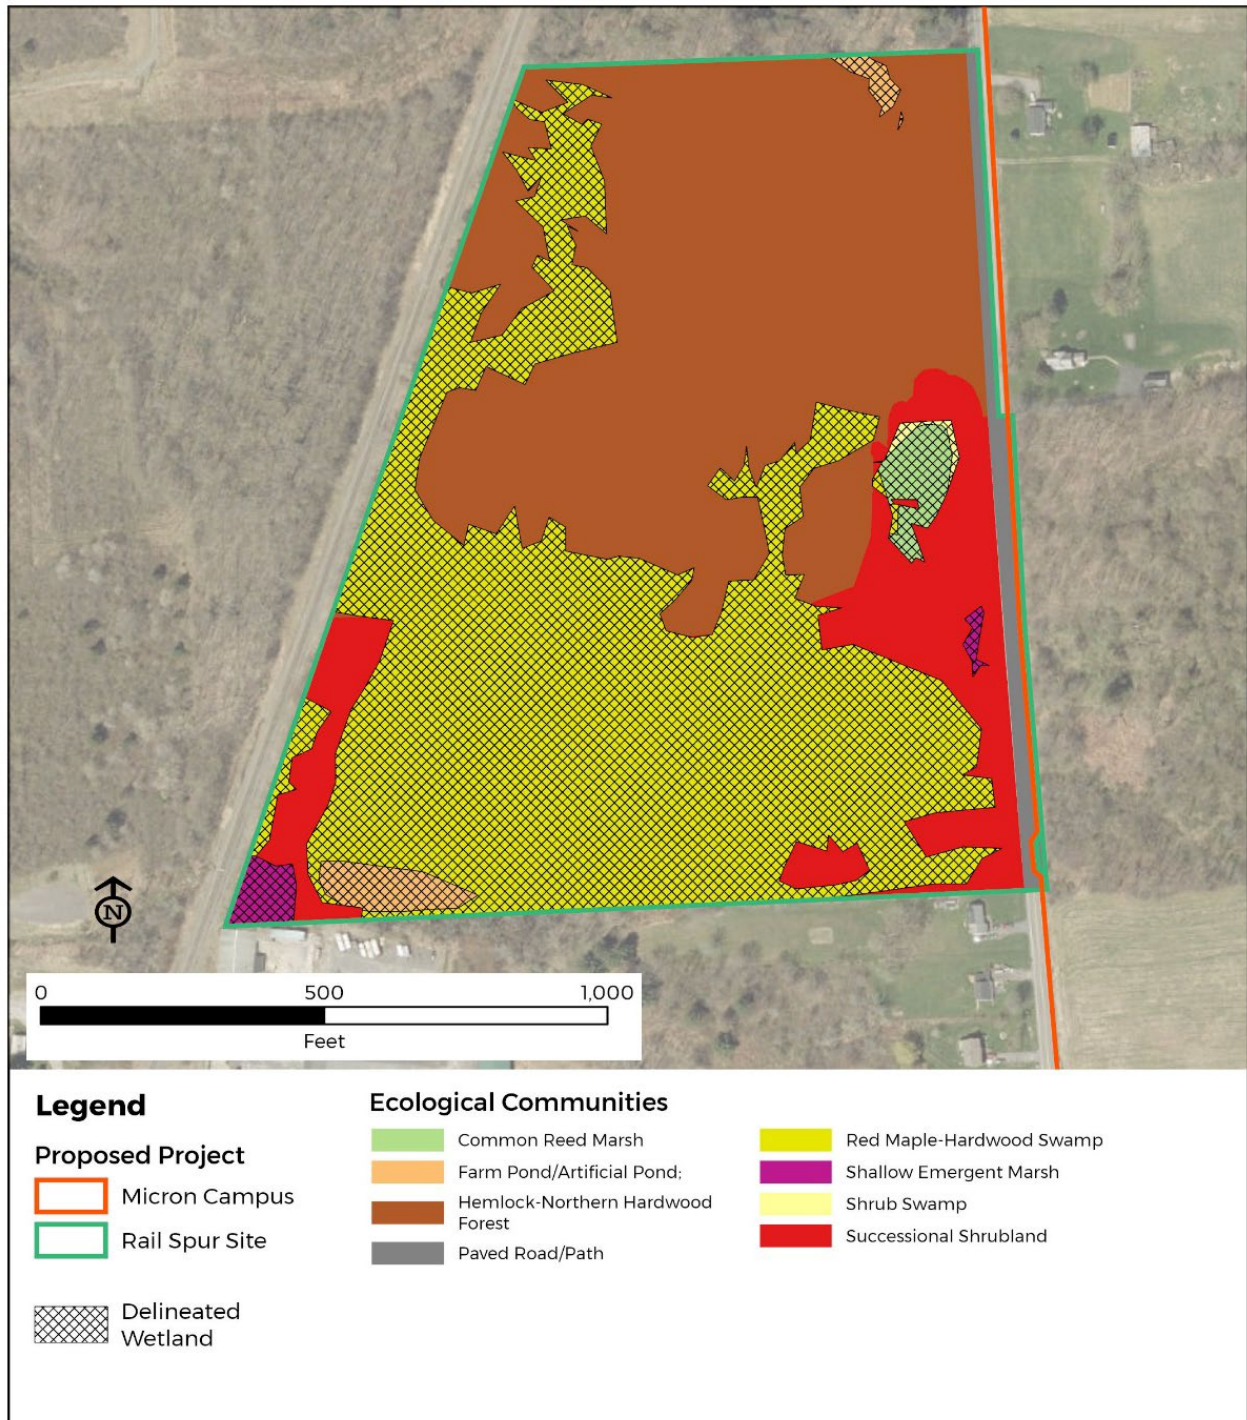 N
0 500 1,000
Feet
Legend
Proposed Project
Micron Campus
Rail Spur Site
Delineated
Wetland
Ecological Communities
Common Reed Marsh
Farm Pond/Artificial Pond;
Hemlock-Northern Hardwood
Forest
Paved Road/Path
Red Maple-Hardwood Swamp
Shallow Emergent Marsh
Shrub Swamp
Successional Shrubland